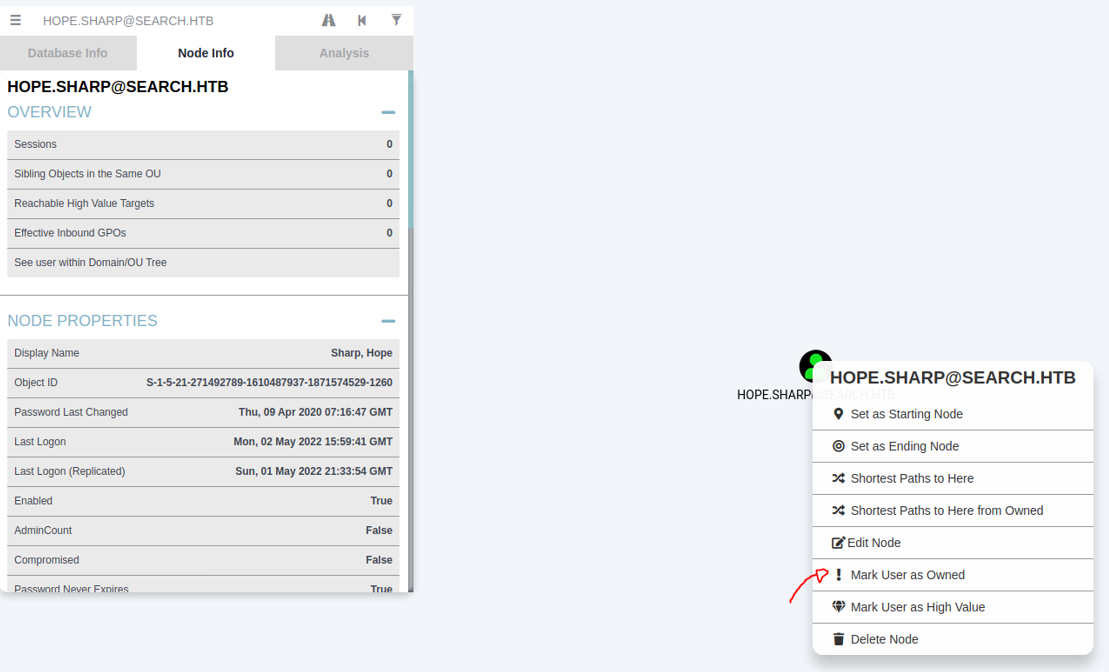 HOPE.SHARP@SEARCH.HTB
Database Info
Node Info
Analysis
HOPE.SHARP@SEARCH.HTB
OVERVIEW
Sessions 0
Sibling Objects in the Same OU 0
Reachable High Value Targets 0
Effective Inbound GPOs 0
See user within Domain/OU Tree
NODE PROPERTIES
Display Name Sharp, Hope
Object ID S-1-5-21-271492789-1610487937-1871574529-1260
Password Last Changed Thu, 09 Apr 2020 07:16:47 GMT
Last Logon Mon, 02 May 2022 15:59:41 GMT
Last Logon (Replicated) Sun, 01 May 2022 21:33:54 GMT
Enabled True
AdminCount False
Compromised False
Password Never Expires True
HOPE.SHARP@SEARCH.HTB
HOPE.SHARP@SEARCH.HTB
Set as Starting Node
Set as Ending Node
Shortest Paths to Here
Shortest Paths to Here from Owned
Edit Node
Mark User as Owned
Mark User as High Value
Delete Node